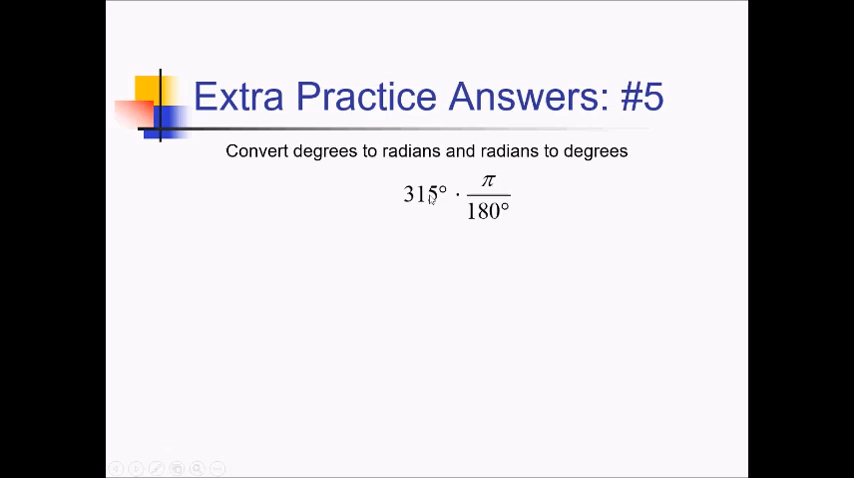 Extra Practice Answers: #5
Convert degrees to radians and radians to degrees
315° · π/180°